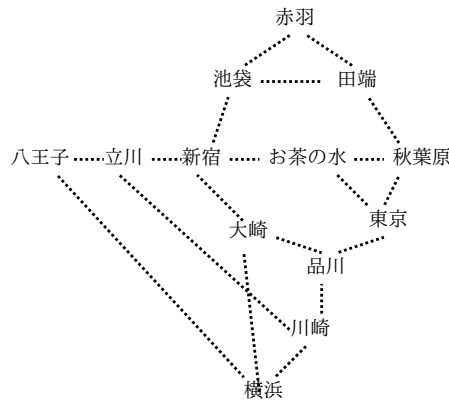 赤羽
池袋 田端
八王子 立川 新宿 お茶の水 秋葉原
大崎 東京
品川
川崎
横浜